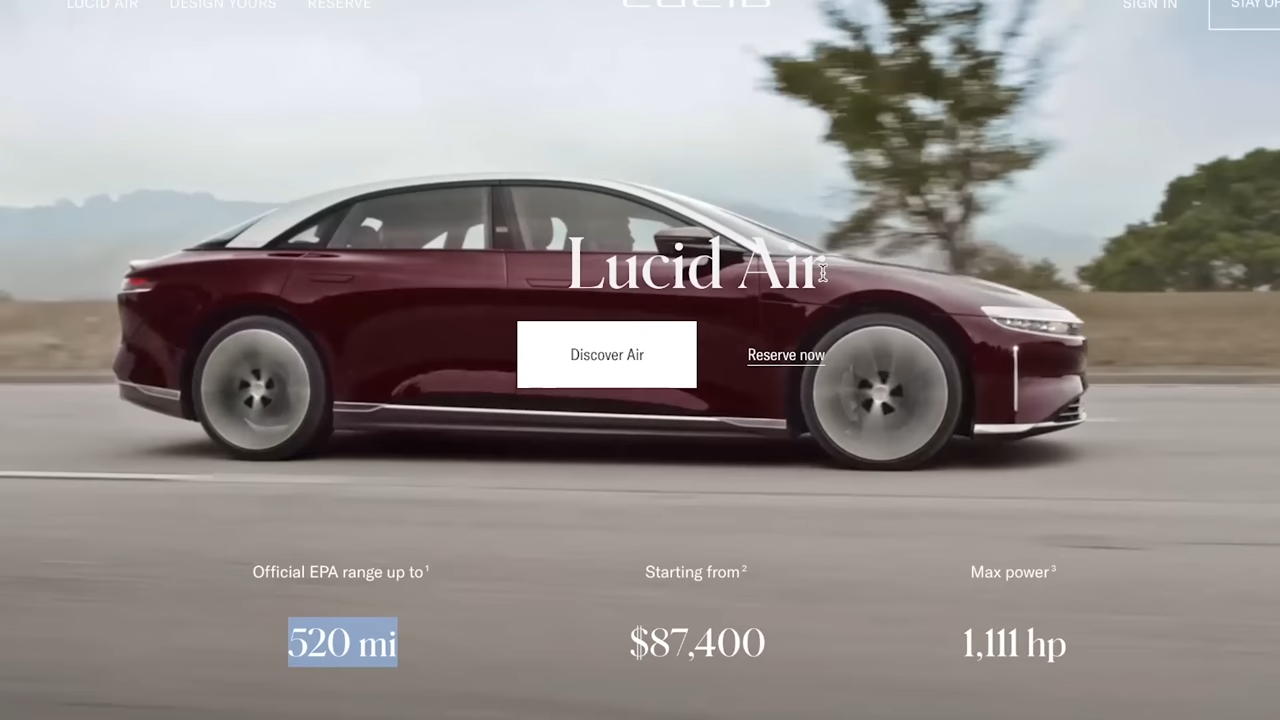 LUCID AIR DESIGN YOURS RESERVE LUCID SIGN IN
Lucid Air
Discover Air Reserve now
Official EPA range up to¹ Starting from² Max power³
520 mi $87,400 1,111 hp